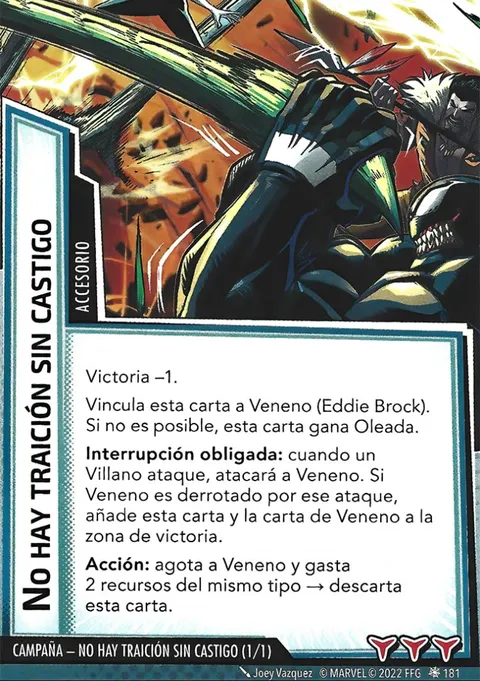 NO HAY TRAICIÓN SIN CASTIGO
ACCESORIO
Victoria –1.
Vincula esta carta a Veneno (Eddie Brock).
Si no es posible, esta carta gana Oleada.
Interrupción obligada: cuando un
Villano ataque, atacará a Veneno. Si
Veneno es derrotado por ese ataque,
añade esta carta y la carta de Veneno a la
zona de victoria.
Acción: agota a Veneno y gasta
2 recursos del mismo tipo → descarta
esta carta.
CAMPAÑA – NO HAY TRAICIÓN SIN CASTIGO (1/1)
Joey Vazquez © MARVEL © 2022 FFG 181